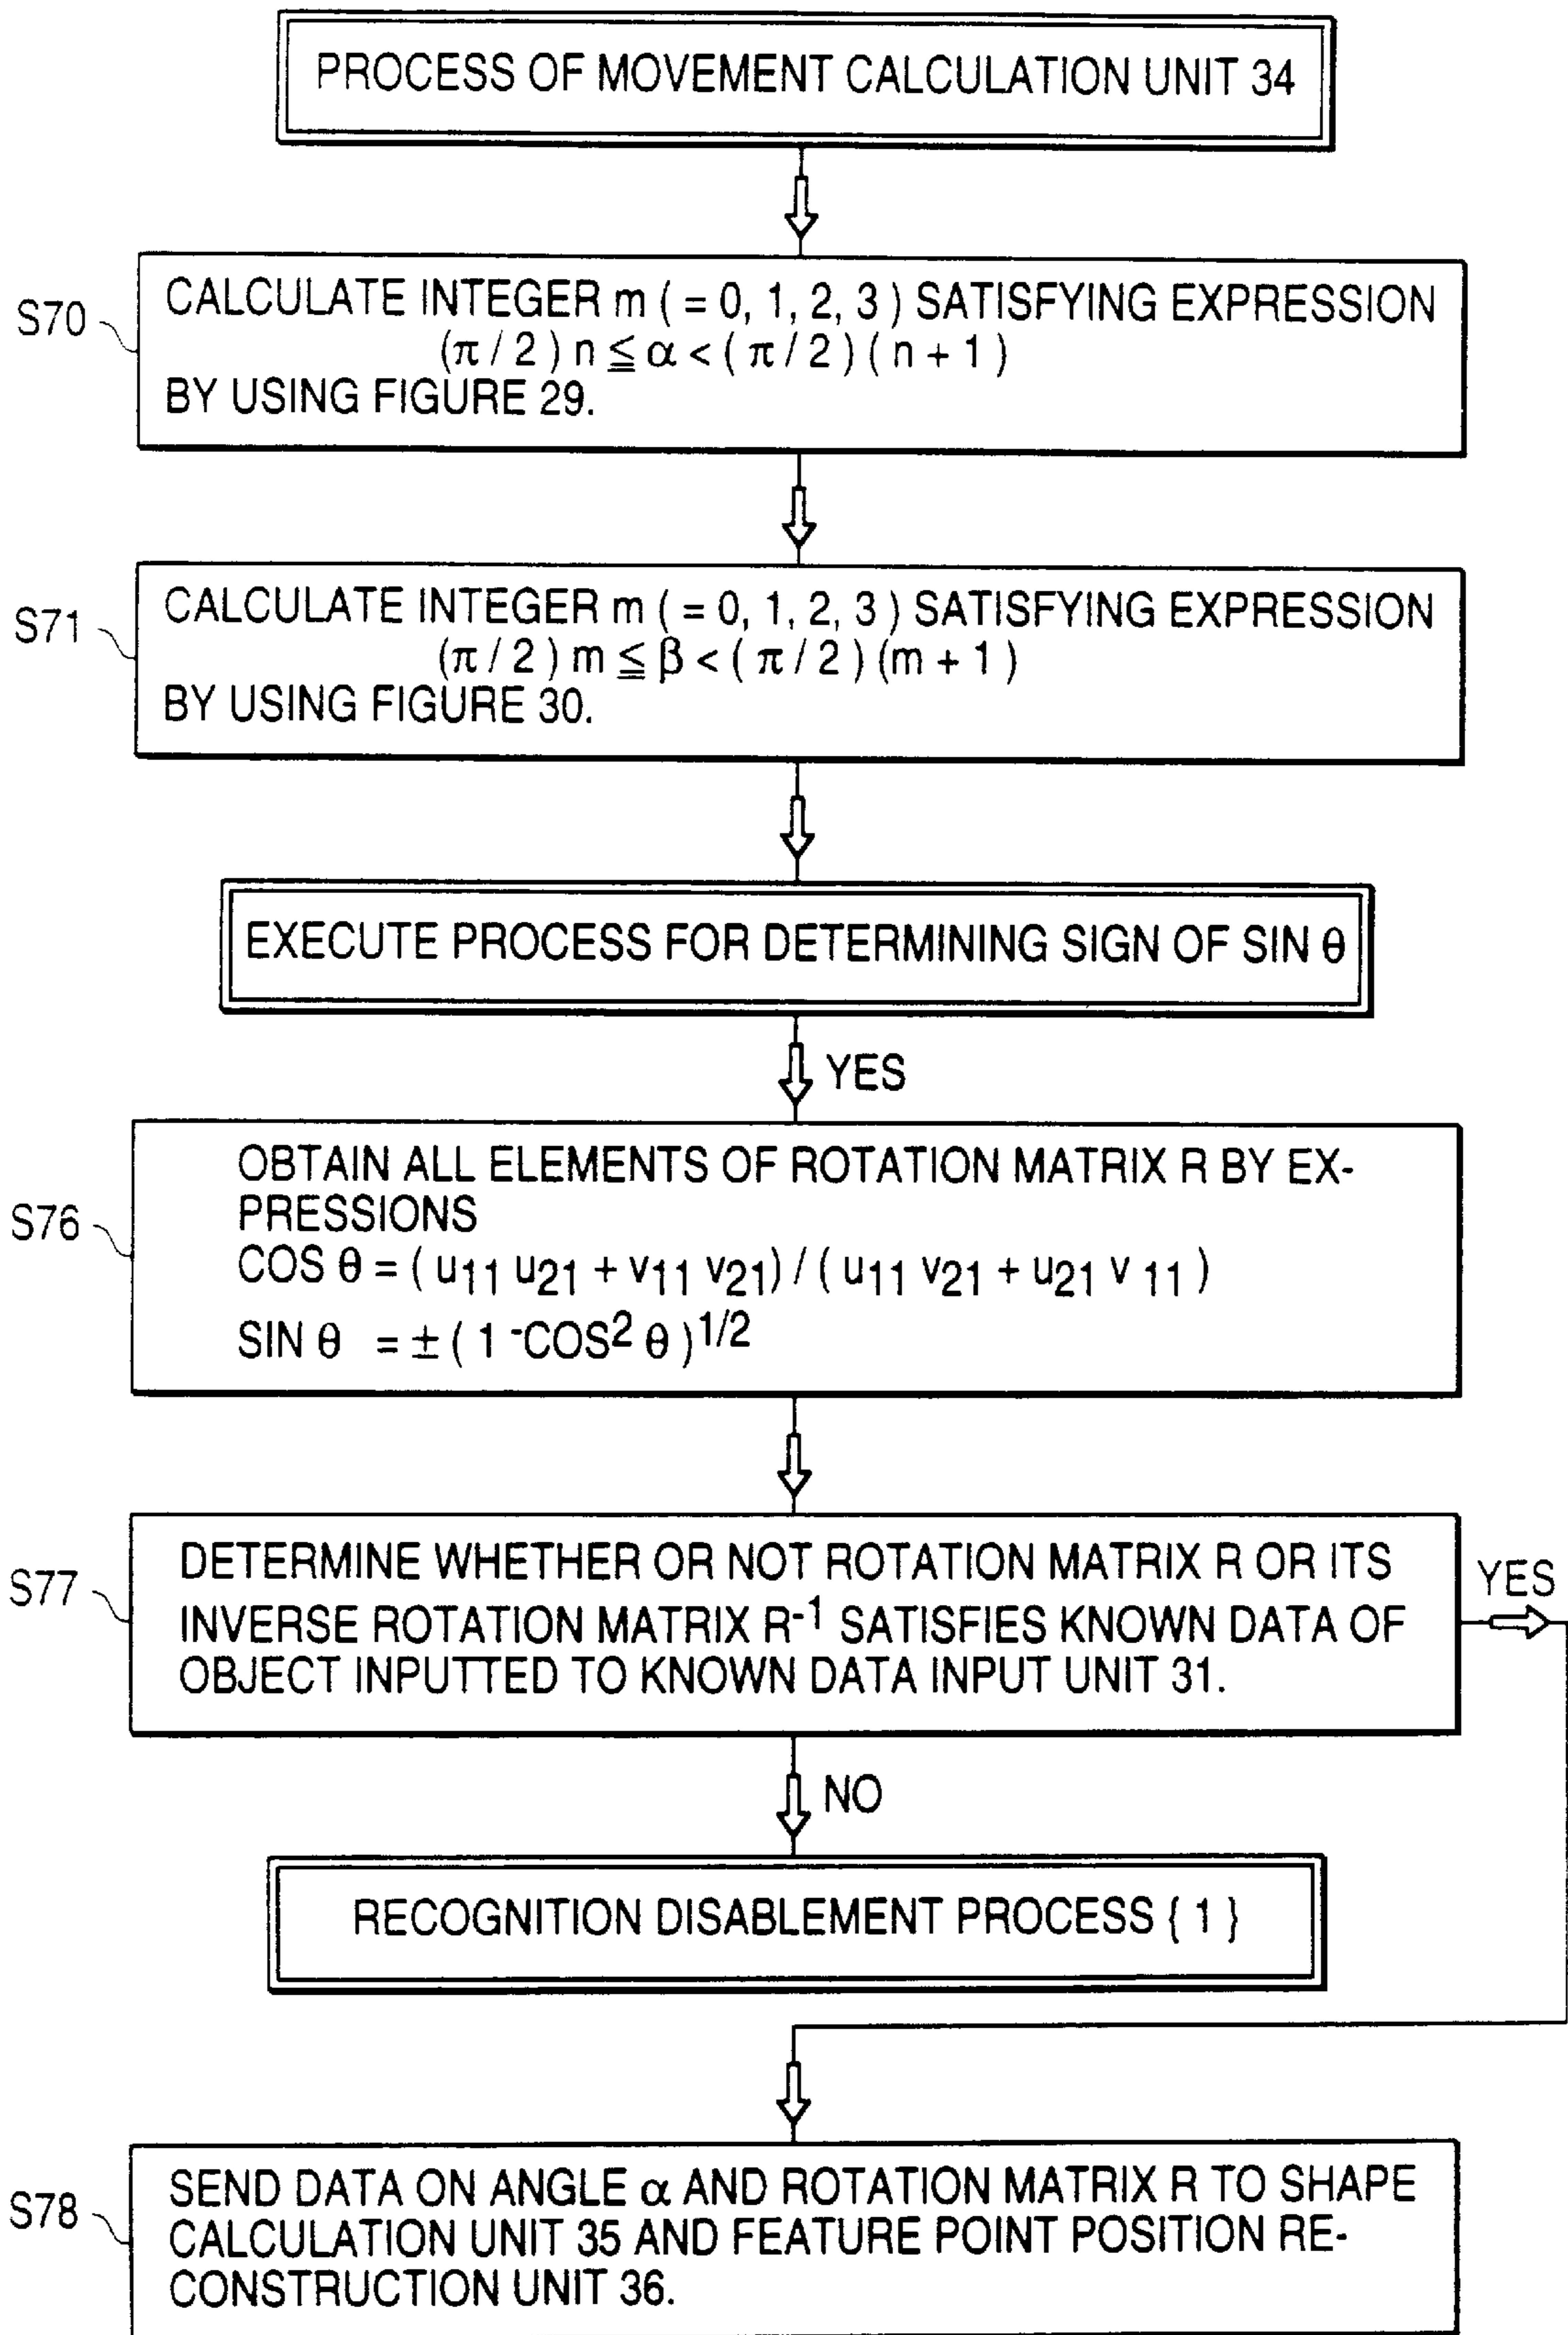 PROCESS OF MOVEMENT CALCULATION UNIT 34
S70
CALCULATE INTEGER m ( = 0, 1, 2, 3 ) SATISFYING EXPRESSION
(π / 2 ) n ≦ α < ( π / 2 ) ( n + 1 )
BY USING FIGURE 29.
S71
CALCULATE INTEGER m ( = 0, 1, 2, 3 ) SATISFYING EXPRESSION
(π / 2 ) m ≦ β < ( π / 2 ) (m + 1 )
BY USING FIGURE 30.
EXECUTE PROCESS FOR DETERMINING SIGN OF SIN θ
YES
S76
OBTAIN ALL ELEMENTS OF ROTATION MATRIX R BY EX-
PRESSIONS
COS θ = ( u₁₁ u₂₁ + v₁₁ v₂₁) / ( u₁₁ v₂₁ + u₂₁ v ₁₁ )
SIN θ = ± ( 1 -COS² θ )^1/2
S77
DETERMINE WHETHER OR NOT ROTATION MATRIX R OR ITS
INVERSE ROTATION MATRIX R⁻¹ SATISFIES KNOWN DATA OF
OBJECT INPUTTED TO KNOWN DATA INPUT UNIT 31.
YES
NO
RECOGNITION DISABLEMENT PROCESS { 1 }
S78
SEND DATA ON ANGLE α AND ROTATION MATRIX R TO SHAPE
CALCULATION UNIT 35 AND FEATURE POINT POSITION RE-
CONSTRUCTION UNIT 36.